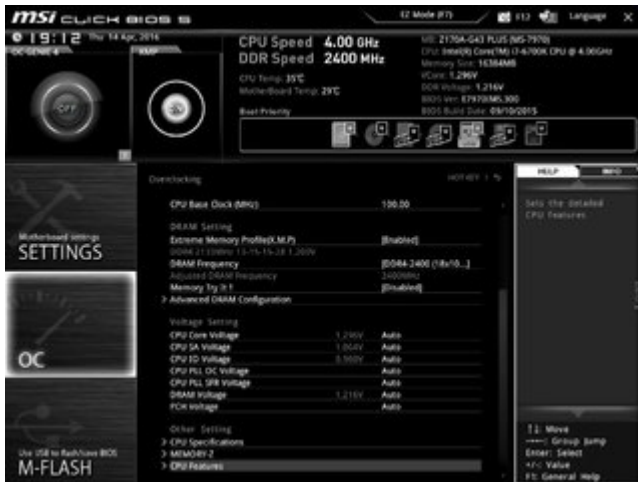 msi CLICK BIOS 5
EZ Mode (F7)
F12
Language
X
19:12 Thu 14 Apr, 2016
OC GENIE 4
XMP
OFF
CPU Speed 4.00 GHz
DDR Speed 2400 MHz
CPU Temp: 35°C
MotherBoard Temp: 29°C
MB: Z170A-G43 PLUS (MS-7970)
CPU: Intel(R) Core(TM) i7-6700K CPU @ 4.00GHz
Memory Size: 16384MB
VCore: 1.296V
DDR Voltage: 1.216V
BIOS Ver: E7970IMS.300
BIOS Build Date: 09/10/2015
Boot Priority
Motherboard settings
SETTINGS
OC
Use USB to flash/save BIOS
M-FLASH
Overclocking
HOT KEY
CPU Base Clock (MHz) 100.00
DRAM Setting
Extreme Memory Profile(X.M.P) [Enabled]
DRAM Frequency
Adjusted DRAM Frequency 2400MHz
Memory Try It ! [Disabled]
> Advanced DRAM Configuration
Voltage Setting
CPU Core Voltage 1.296V Auto
CPU SA Voltage 1.064V Auto
CPU IO Voltage 0.960V Auto
CPU PLL OC Voltage Auto
CPU PLL SFR Voltage Auto
DRAM Voltage 1.216V Auto
PCH Voltage Auto
Other Setting
> CPU Specifications
> MEMORY-Z
> CPU Features
HELP
INFO
Sets the detailed
CPU features
↑↓: Move
Group Jump
Enter: Select
+/-: Value
F1: General Help